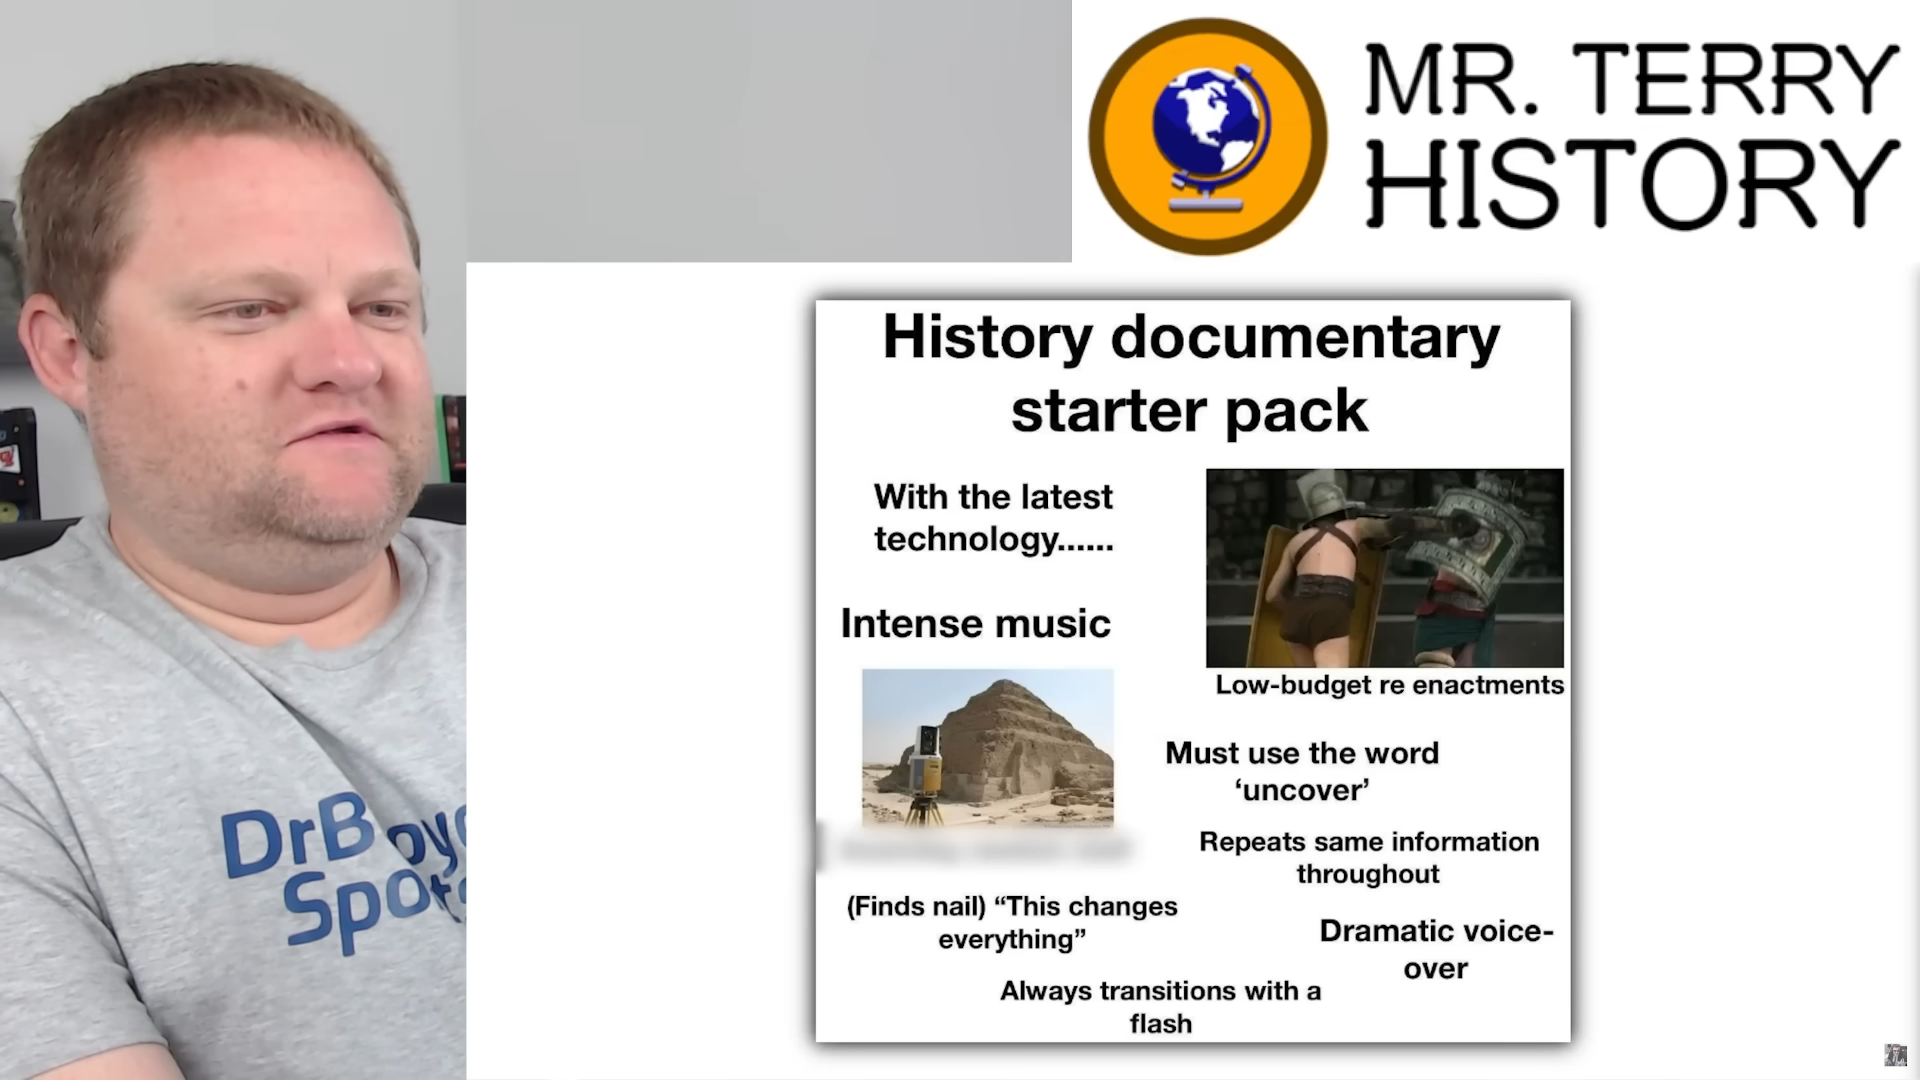 MR. TERRY
HISTORY
History documentary
starter pack
With the latest
technology......
Intense music
Low-budget re enactments
Must use the word
‘uncover’
Repeats same information
throughout
(Finds nail) “This changes
everything”
Dramatic voice-
over
Always transitions with a
flash
DrB
Spot